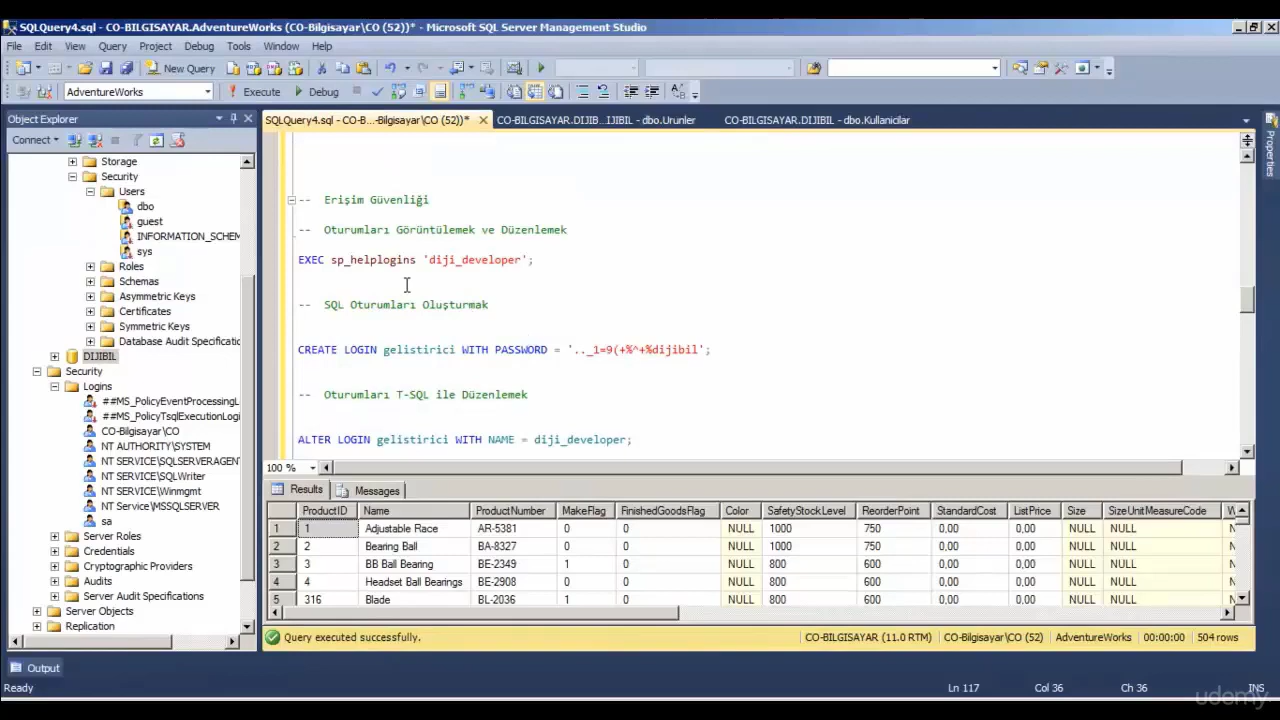 SQLQuery4.sql - CO-BILGISAYAR.AdventureWorks (CO-Bilgisayar\CO (52))* - Microsoft SQL Server Management Studio
File Edit View Query Project Debug Tools Window Help
New Query
AdventureWorks Execute Debug
Object Explorer
Connect
Storage
Security
Users
dbo
guest
INFORMATION_SCHEM
sys
Roles
Schemas
Asymmetric Keys
Certificates
Symmetric Keys
Database Audit Specificatio
DIJIBIL
Security
Logins
##MS_PolicyEventProcessingL
##MS_PolicyTsqlExecutionLogi
CO-Bilgisayar\CO
NT AUTHORITY\SYSTEM
NT SERVICE\SQLSERVERAGENT
NT SERVICE\SQLWriter
NT SERVICE\Winmgmt
NT Service\MSSQLSERVER
sa
Server Roles
Credentials
Cryptographic Providers
Audits
Server Audit Specifications
Server Objects
Replication
SQLQuery4.sql - CO-B...-Bilgisayar\CO (52))* CO-BILGISAYAR.DIJIB...IJIBIL - dbo.Urunler CO-BILGISAYAR.DIJIBIL - dbo.Kullanicilar
-- Erişim Güvenliği
-- Oturumları Görüntülemek ve Düzenlemek
EXEC sp_helplogins 'diji_developer';
-- SQL Oturumları Oluşturmak
CREATE LOGIN gelistirici WITH PASSWORD = '.._1=9(+%^+%dijibil';
-- Oturumları T-SQL ile Düzenlemek
ALTER LOGIN gelistirici WITH NAME = diji_developer;
100 %
Results Messages
ProductID Name ProductNumber MakeFlag FinishedGoodsFlag Color SafetyStockLevel ReorderPoint StandardCost ListPrice Size SizeUnitMeasureCode
1 1 Adjustable Race AR-5381 0 0 NULL 1000 750 0,00 0,00 NULL NULL
2 2 Bearing Ball BA-8327 0 0 NULL 1000 750 0,00 0,00 NULL NULL
3 3 BB Ball Bearing BE-2349 1 0 NULL 800 600 0,00 0,00 NULL NULL
4 4 Headset Ball Bearings BE-2908 0 0 NULL 800 600 0,00 0,00 NULL NULL
5 316 Blade BL-2036 1 0 NULL 800 600 0,00 0,00 NULL NULL
Query executed successfully. CO-BILGISAYAR (11.0 RTM) CO-Bilgisayar\CO (52) AdventureWorks 00:00:00 504 rows
Properties
Output
Ready Ln 117 Col 36 Ch 36 INS
udemy